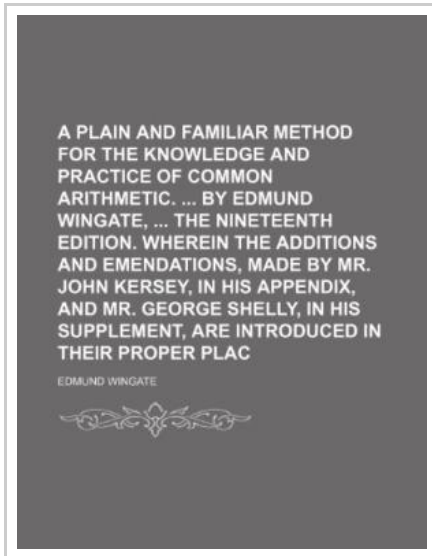 A PLAIN AND FAMILIAR METHOD
FOR THE KNOWLEDGE AND
PRACTICE OF COMMON
ARITHMETIC. ... BY EDMUND
WINGATE, ... THE NINETEENTH
EDITION. WHEREIN THE ADDITIONS
AND EMENDATIONS, MADE BY MR.
JOHN KERSEY, IN HIS APPENDIX,
AND MR. GEORGE SHELLY, IN HIS
SUPPLEMENT, ARE INTRODUCED IN
THEIR PROPER PLAC
EDMUND WINGATE